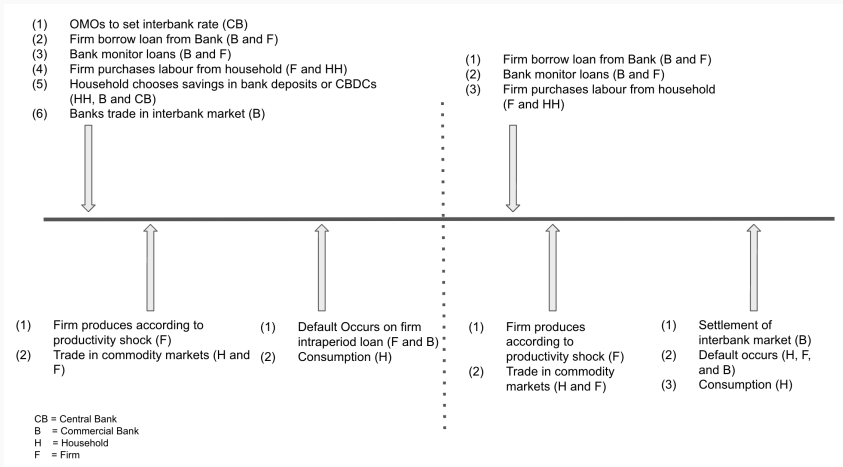 (1) OMOs to set interbank rate (CB)
(2) Firm borrow loan from Bank (B and F)
(3) Bank monitor loans (B and F)
(4) Firm purchases labour from household (F and HH)
(5) Household chooses savings in bank deposits or CBDCs
(HH, B and CB)
(6) Banks trade in interbank market (B)
(1) Firm borrow loan from Bank (B and F)
(2) Bank monitor loans (B and F)
(3) Firm purchases labour from household
(F and HH)
(1) Firm produces according to
productivity shock (F)
(2) Trade in commodity markets (H and
F)
(1) Default Occurs on firm
intraperiod loan (F and B)
(2) Consumption (H)
(1) Firm produces
according to
productivity shock (F)
(2) Trade in commodity
markets (H and F)
(1) Settlement of
interbank market (B)
(2) Default occurs (H, F,
and B)
(3) Consumption (H)
CB = Central Bank
B = Commercial Bank
H = Household
F = Firm